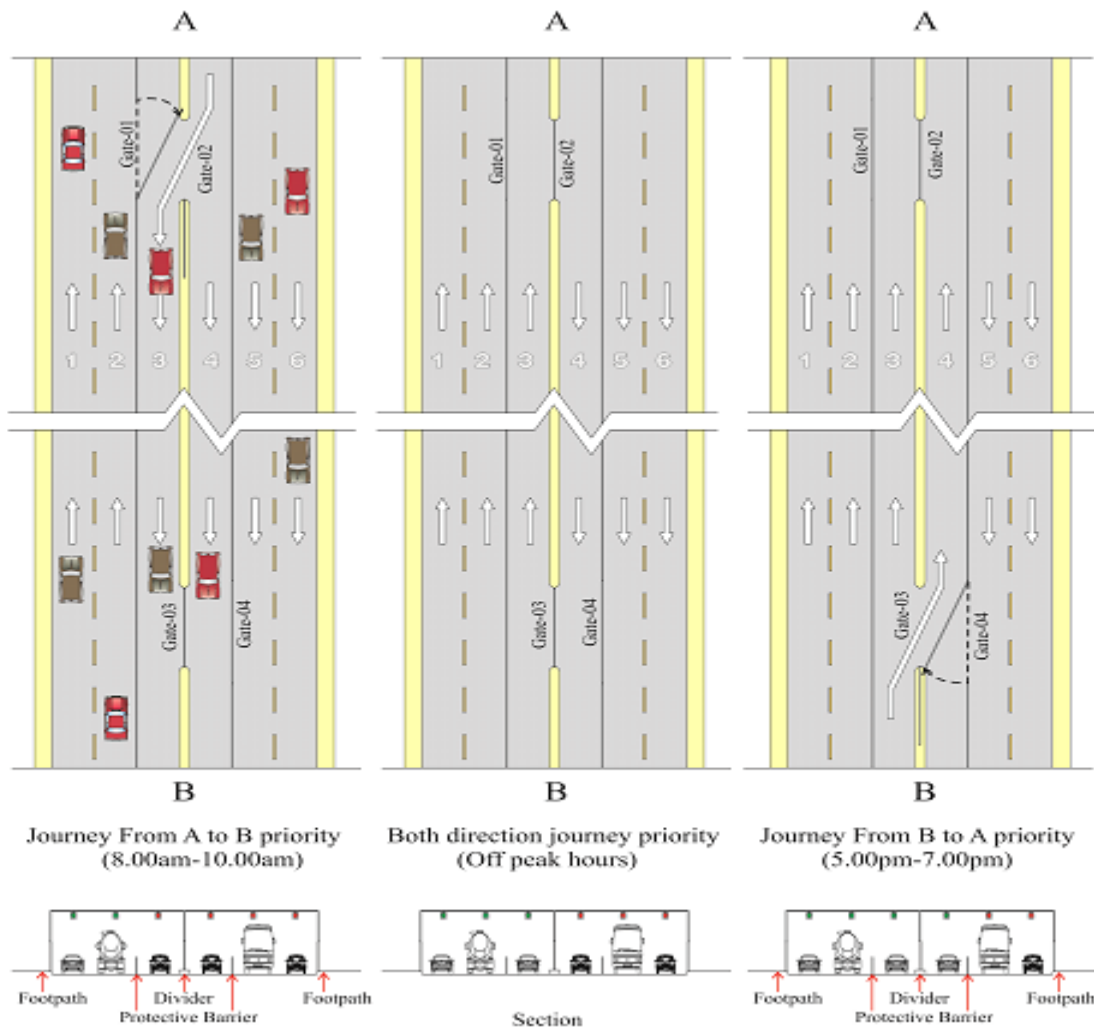 A
A
A
Gate-01
Gate-02
Gate-01
Gate-02
Gate-01
Gate-02
1 2 3 4 5 6
1 2 3 4 5 6
1 2 3 4 5 6
Gate-03
Gate-04
Gate-03
Gate-04
Gate-03
Gate-04
B
B
B
Journey From A to B priority
(8.00am-10.00am)
Both direction journey priority
(Off peak hours)
Journey From B to A priority
(5.00pm-7.00pm)
Footpath
Divider
Footpath
Protective Barrier
Section
Footpath
Divider
Footpath
Protective Barrier